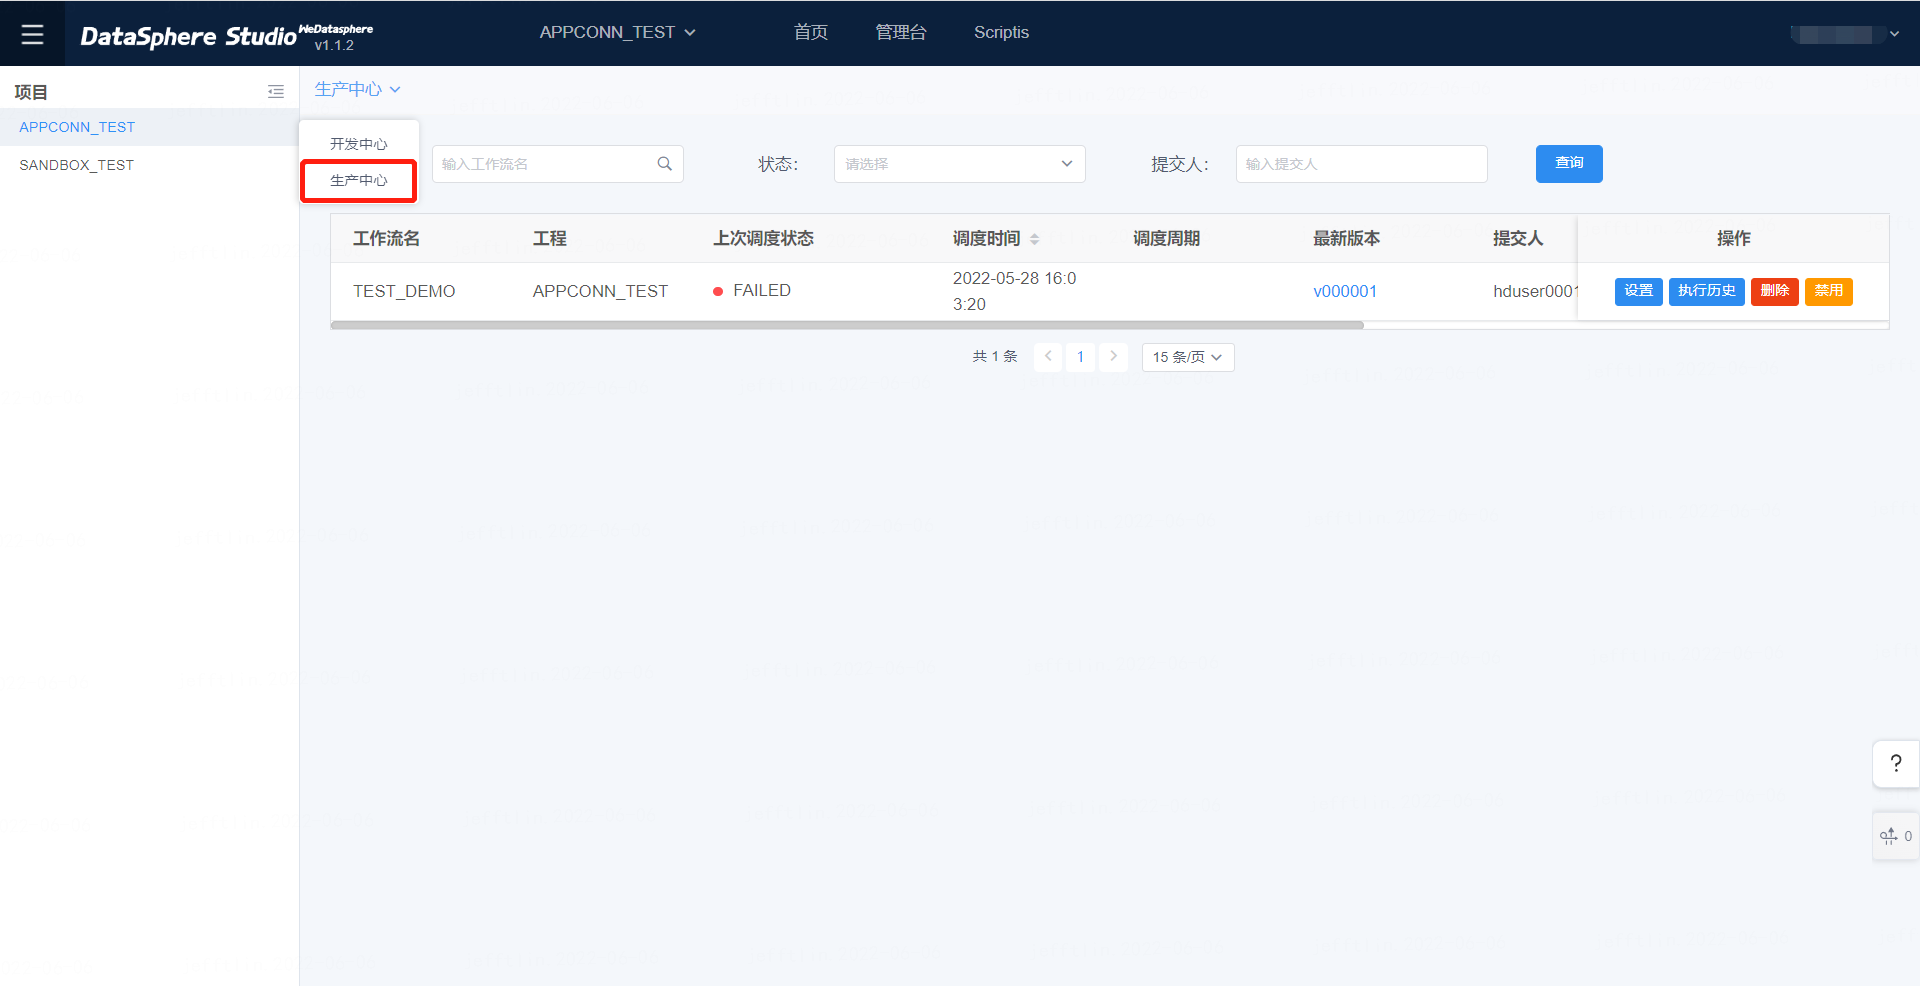 DataSphere Studio WeDatasphere
v1.1.2
APPCONN_TEST
首页
管理台
Scriptis
项目
APPCONN_TEST
SANDBOX_TEST
生产中心
开发中心
生产中心
输入工作流名
状态:
请选择
提交人:
输入提交人
查询
工作流名 工程 上次调度状态 调度时间 调度周期 最新版本 提交人 操作
TEST_DEMO APPCONN_TEST FAILED 2022-05-28 16:0
3:20
v000001 hduser0001 设置 执行历史 删除 禁用
共 1 条 1 15 条/页
?
0